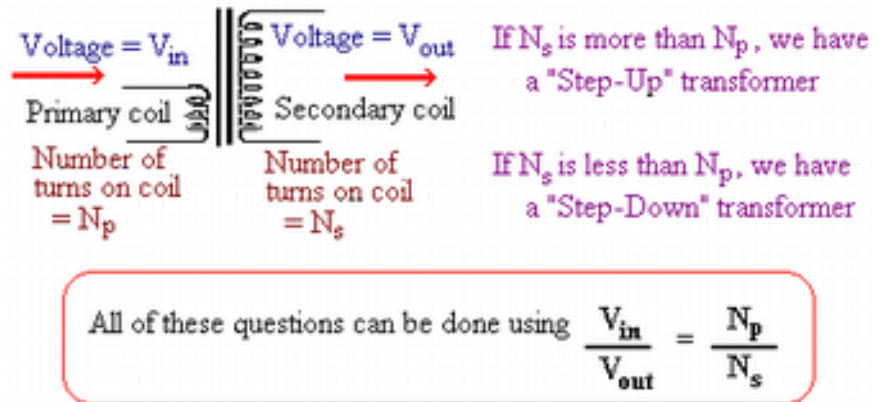 Voltage = Vin
Voltage = Vout
Primary coil
Secondary coil
Number of
turns on coil
= Np
Number of
turns on coil
= Ns
If Ns is more than Np, we have
a "Step-Up" transformer
If Ns is less than Np, we have
a "Step-Down" transformer
All of these questions can be done using Vin / Vout = Np / Ns